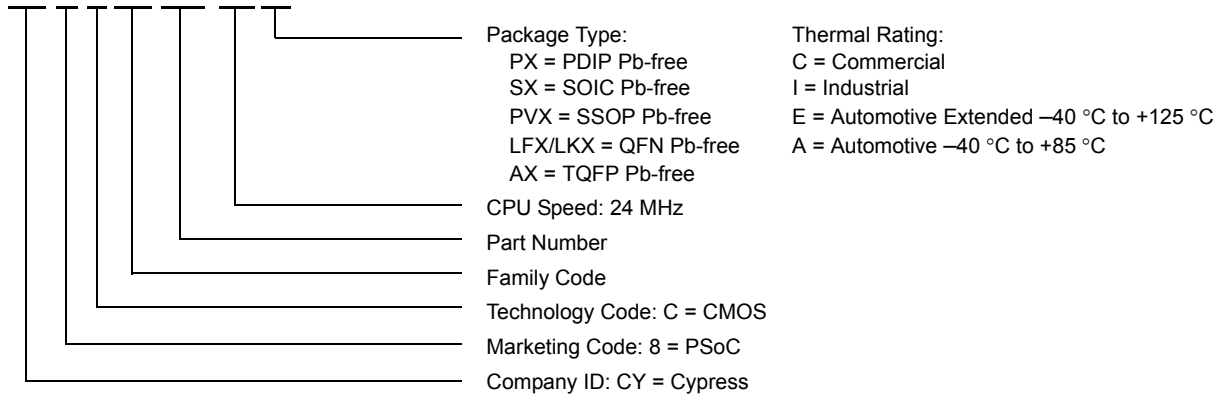 Package Type:
PX = PDIP Pb-free
SX = SOIC Pb-free
PVX = SSOP Pb-free
LFX/LKX = QFN Pb-free
AX = TQFP Pb-free
Thermal Rating:
C = Commercial
I = Industrial
E = Automotive Extended –40 °C to +125 °C
A = Automotive –40 °C to +85 °C
CPU Speed: 24 MHz
Part Number
Family Code
Technology Code: C = CMOS
Marketing Code: 8 = PSoC
Company ID: CY = Cypress